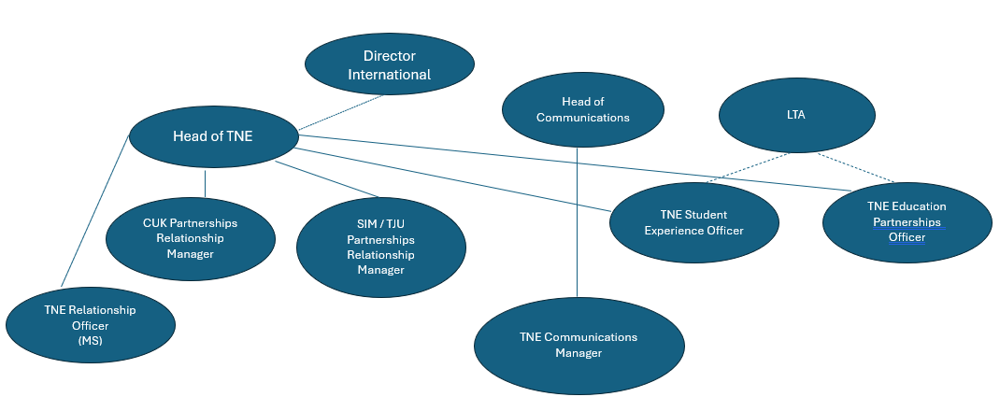 Director
International
Head of
Communications
LTA
Head of TNE
CUK Partnerships
Relationship
Manager
SIM / TJU
Partnerships
Relationship
Manager
TNE Student
Experience Officer
TNE Education
Partnerships
Officer
TNE Relationship
Officer
(MS)
TNE Communications
Manager